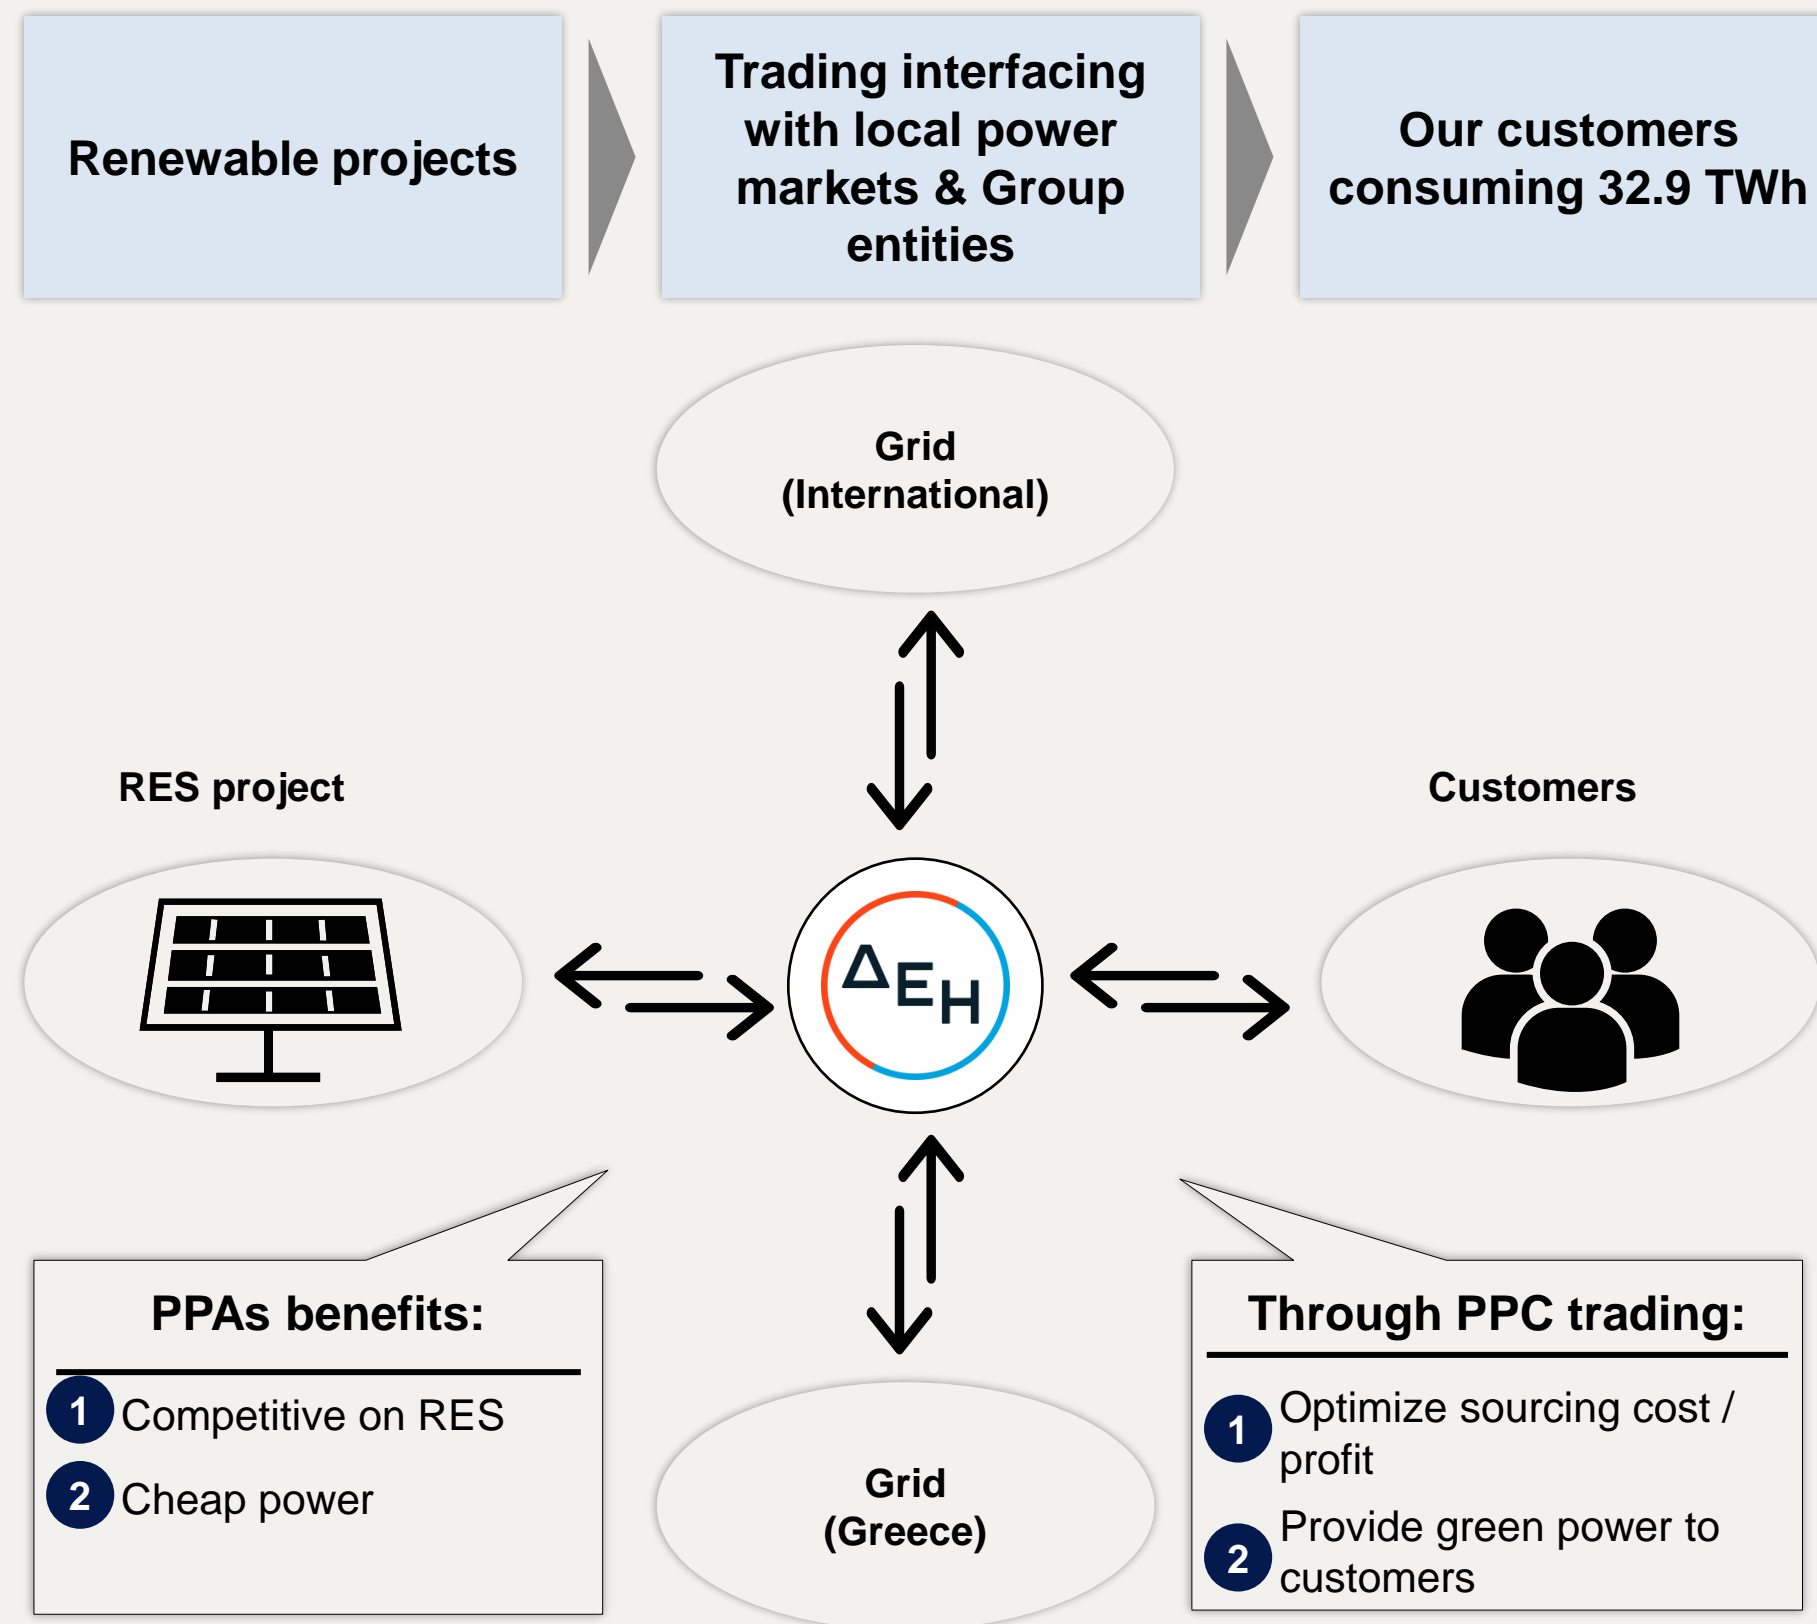 Renewable projects
Trading interfacing
with local power
markets & Group
entities
Our customers
consuming 32.9 TWh
Grid
(International)
RES project
Customers
ΔΕΗ
PPAs benefits:
1 Competitive on RES
2 Cheap power
Through PPC trading:
1 Optimize sourcing cost /
profit
2 Provide green power to
customers
Grid
(Greece)